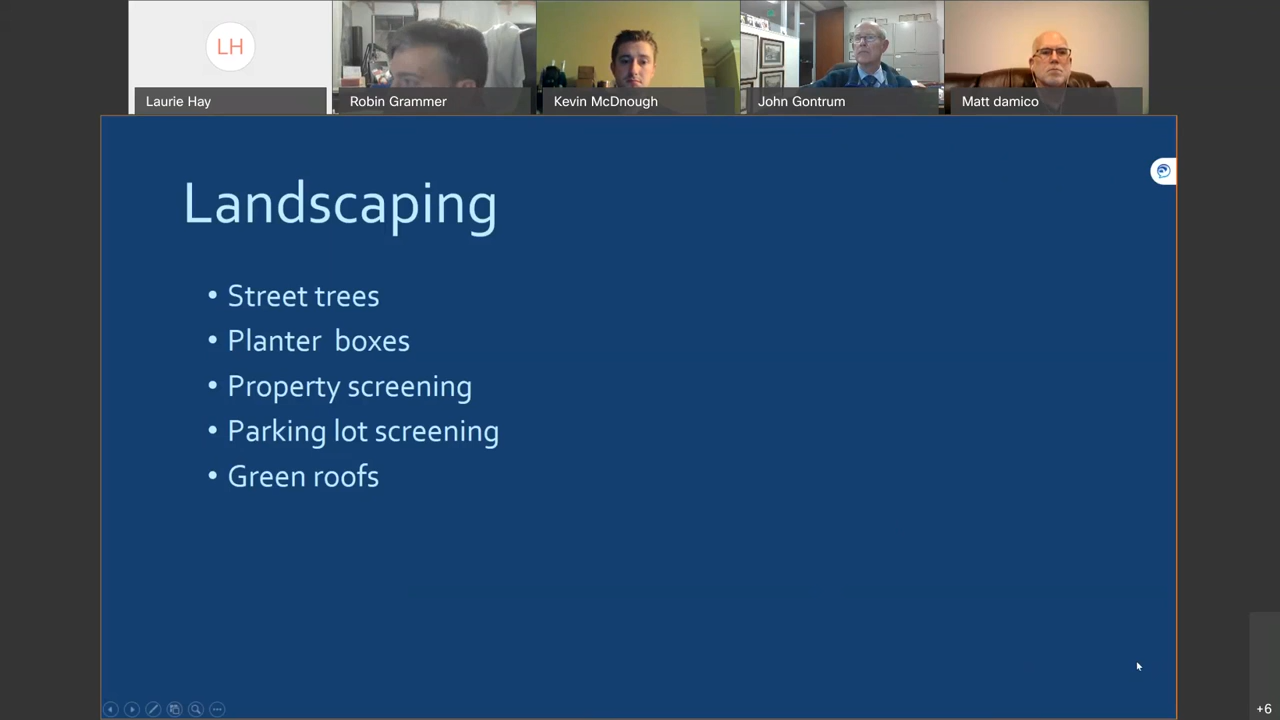 LH
Laurie Hay
Robin Grammer
Kevin McDnough
John Gontrum
Matt damico
Landscaping
• Street trees
• Planter  boxes
• Property screening
• Parking lot screening
• Green roofs
+6